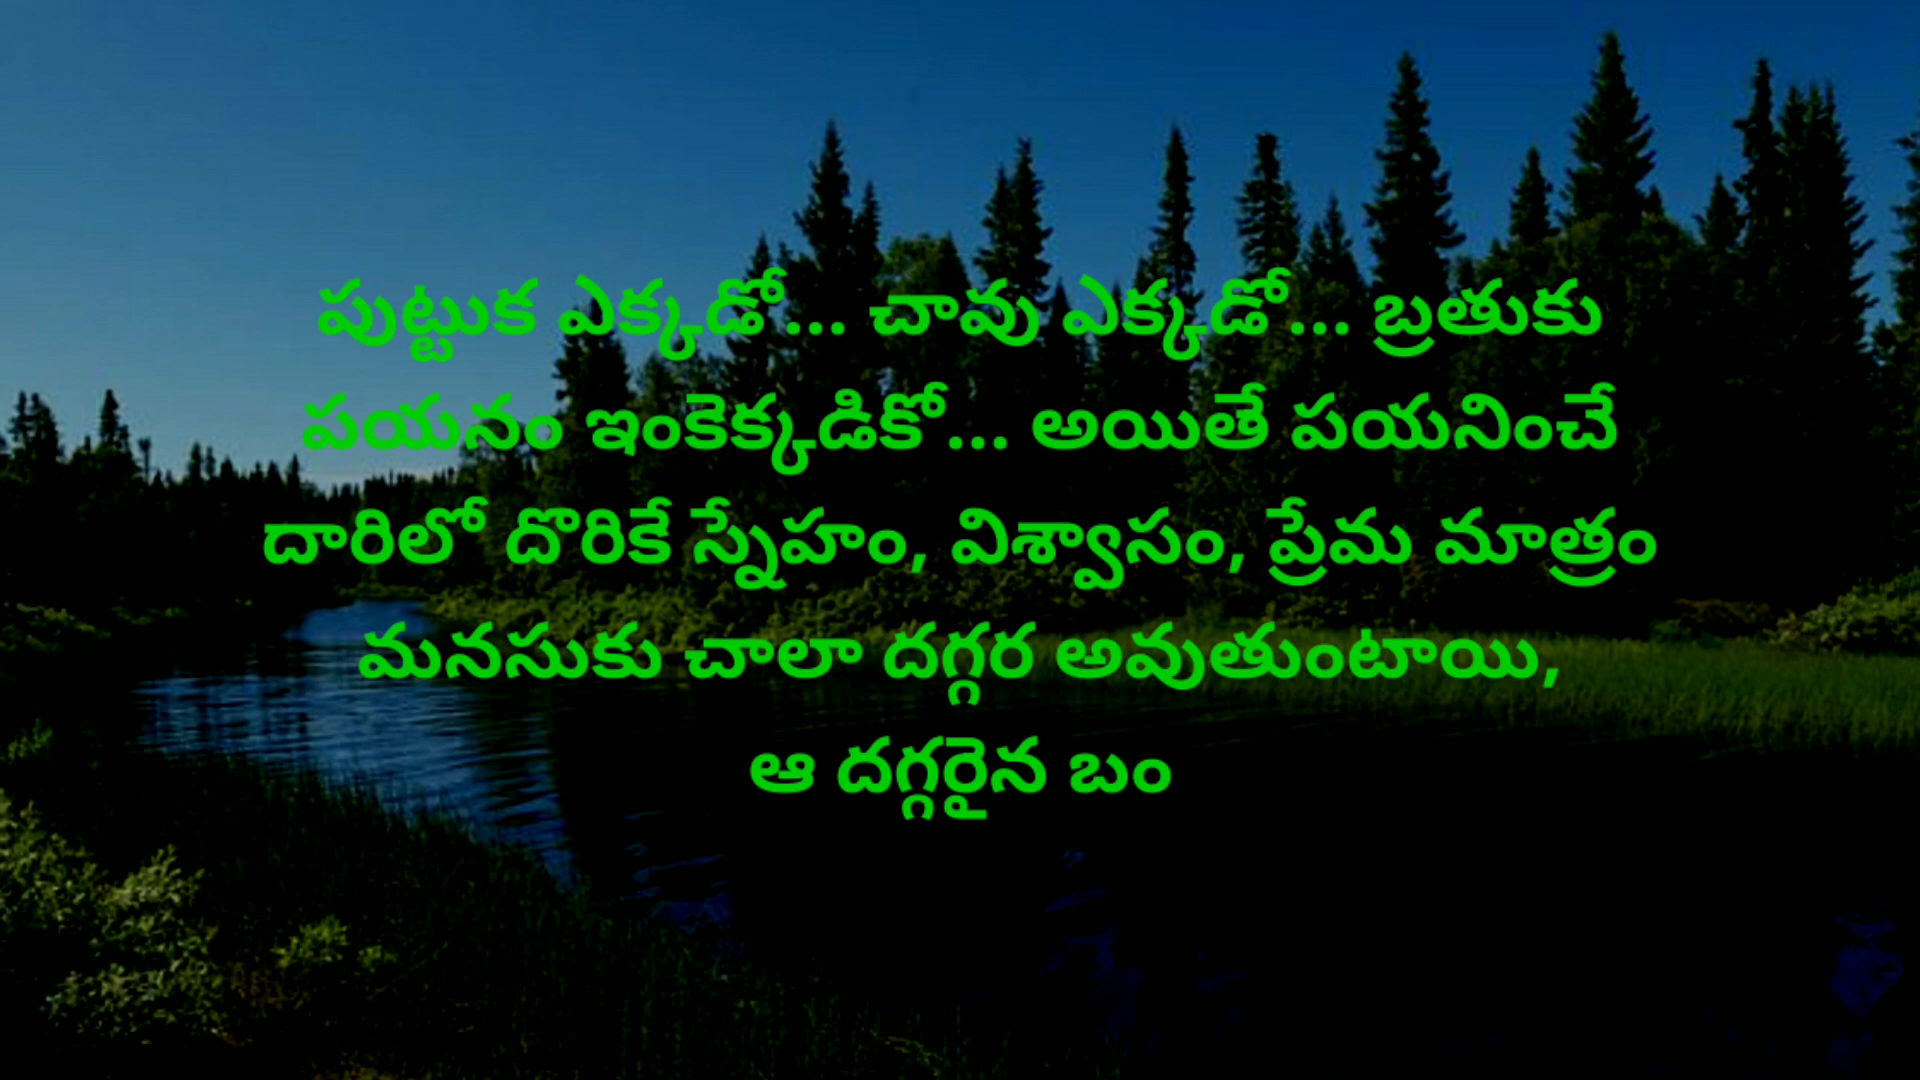 పుట్టుక ఎక్కడో... చావు ఎక్కడో... బ్రతుకు
పయనం ఇంకెక్కడికో... అయితే పయనించే
దారిలో దొరికే స్నేహం, విశ్వాసం, ప్రేమ మాత్రం
మనసుకు చాలా దగ్గర అవుతుంటాయి,
ఆ దగ్గరైన బం